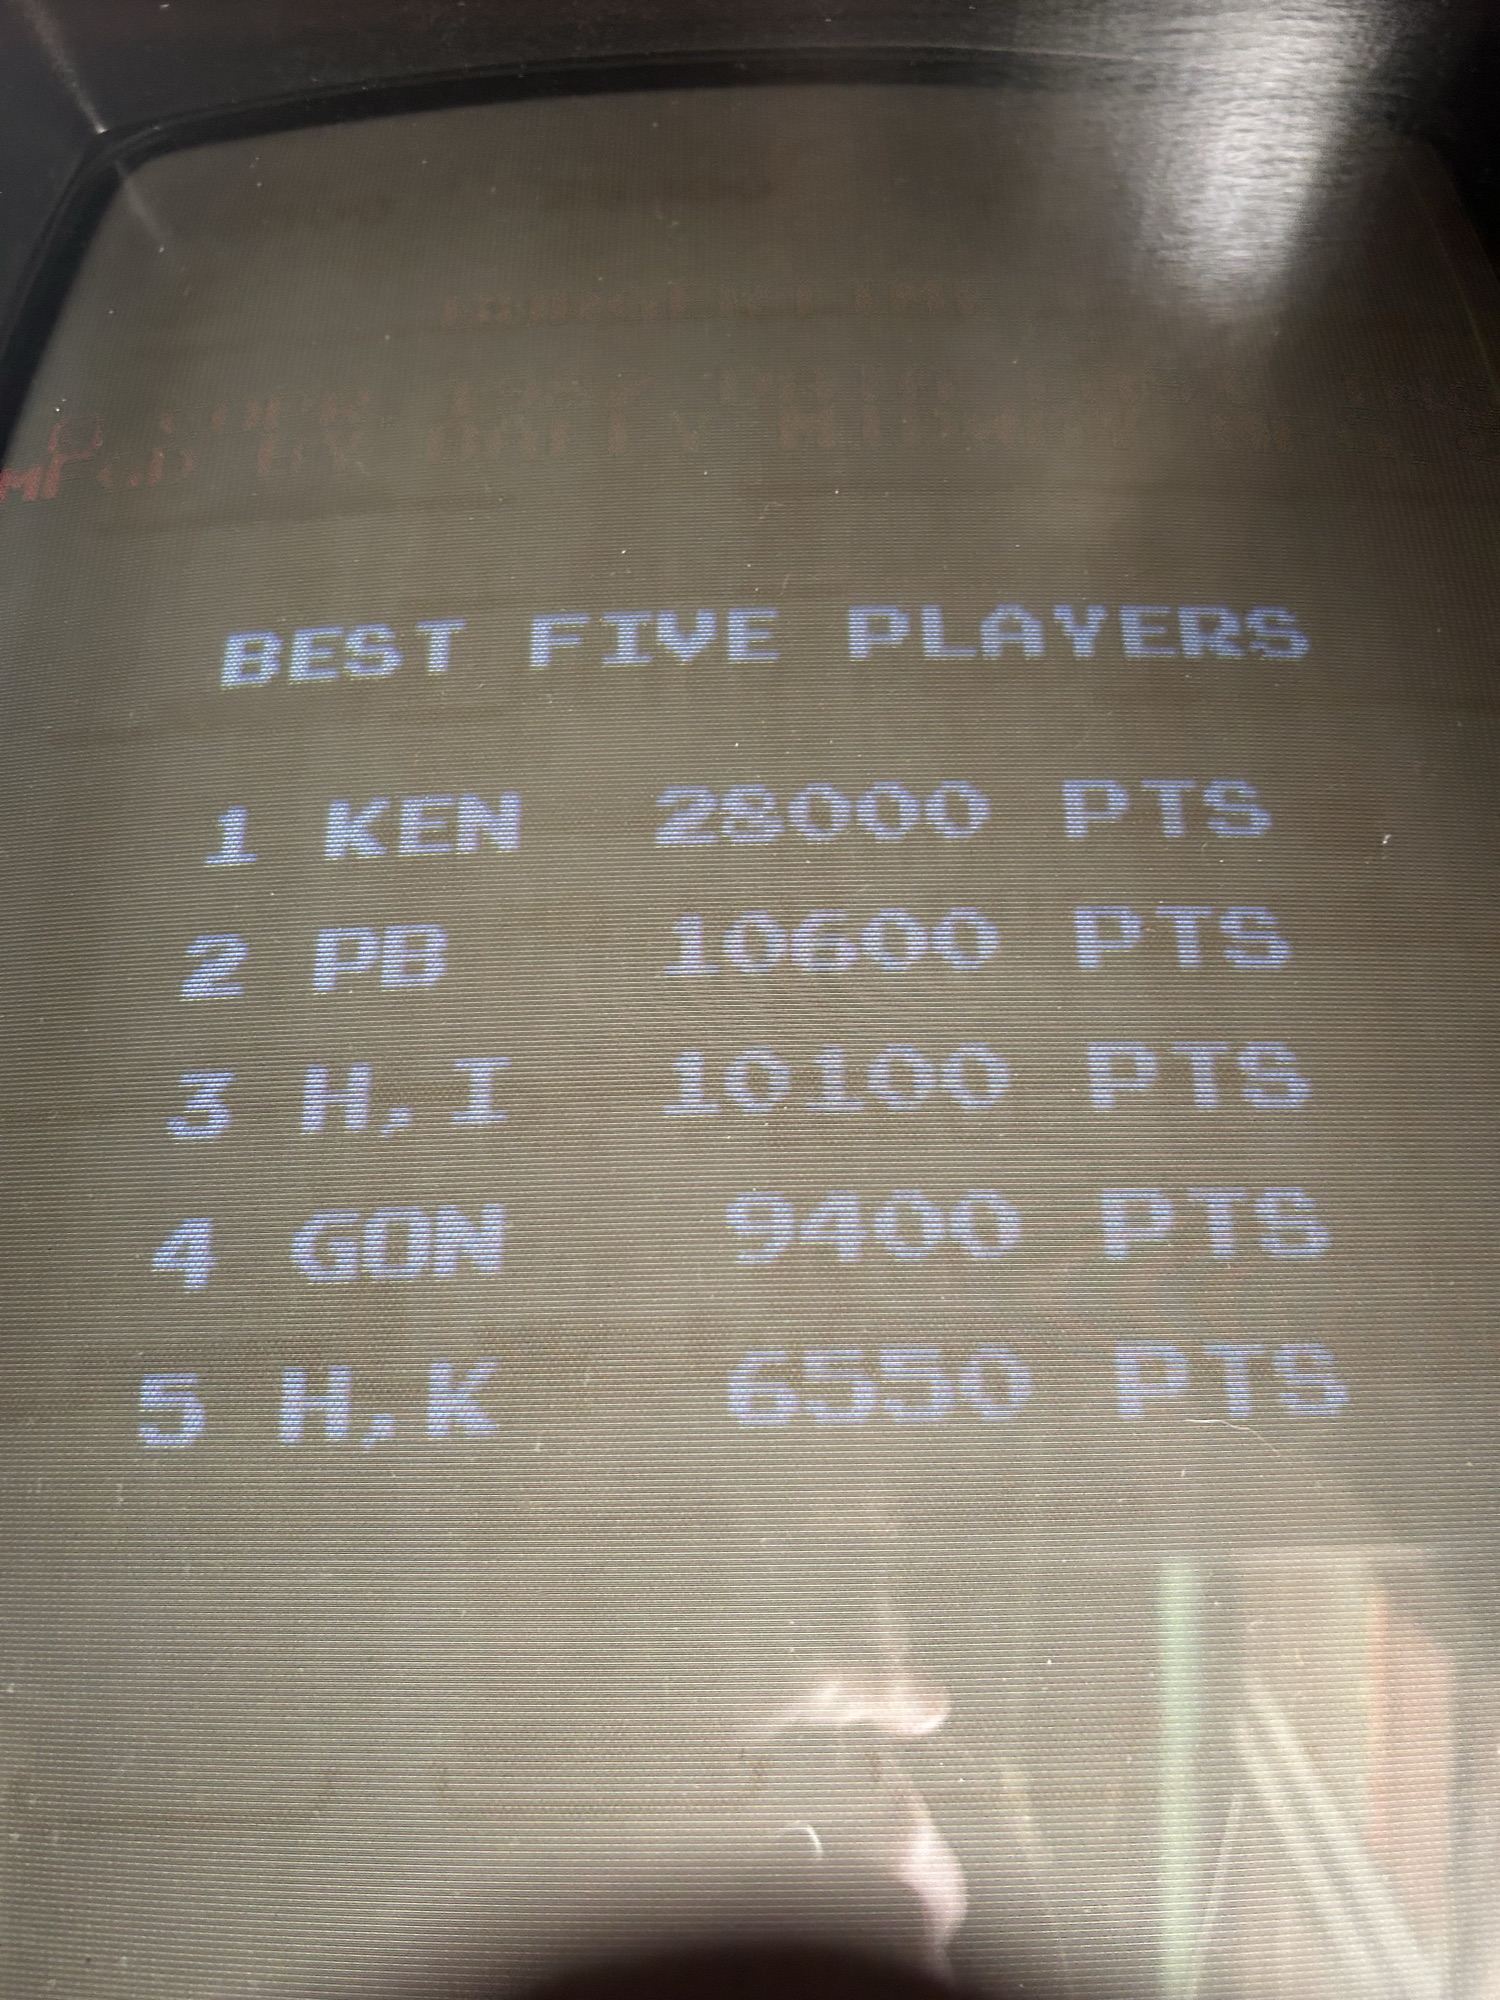 BEST FIVE PLAYERS
1 KEN 28000 PTS
2 PB 10600 PTS
3 H,I 10100 PTS
4 GON 9400 PTS
5 H,K 6550 PTS